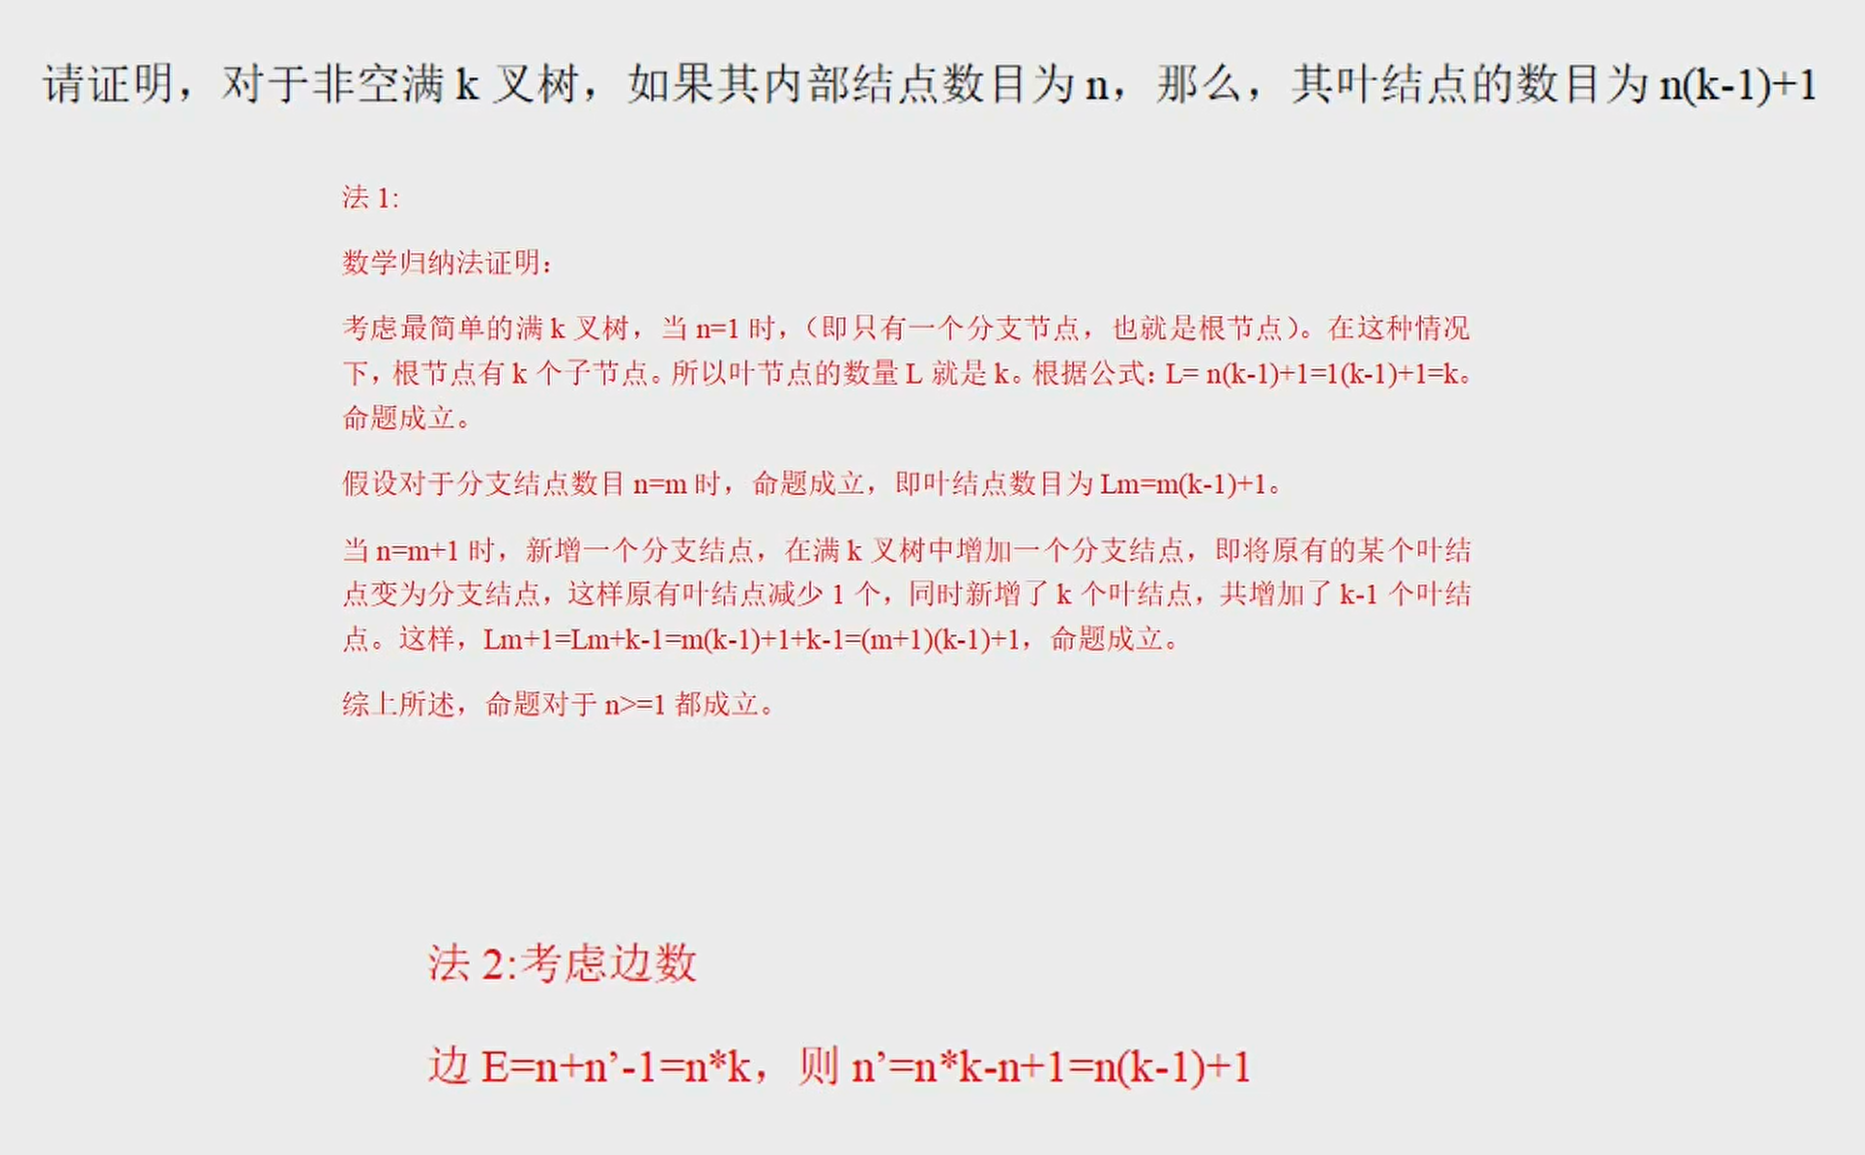 请证明，对于非空满 k 叉树，如果其内部结点数目为 n，那么，其叶结点的数目为 n(k-1)+1
法 1:
数学归纳法证明：
考虑最简单的满 k 叉树，当 n=1 时，（即只有一个分支节点，也就是根节点）。在这种情况
下，根节点有 k 个子节点。所以叶节点的数量 L 就是 k。根据公式：L= n(k-1)+1=1(k-1)+1=k。
命题成立。
假设对于分支结点数目 n=m 时，命题成立，即叶结点数目为 Lm=m(k-1)+1。
当 n=m+1 时，新增一个分支结点，在满 k 叉树中增加一个分支结点，即将原有的某个叶结
点变为分支结点，这样原有叶结点减少 1 个，同时新增了 k 个叶结点，共增加了 k-1 个叶结
点。这样，Lm+1=Lm+k-1=m(k-1)+1+k-1=(m+1)(k-1)+1，命题成立。
综上所述，命题对于 n>=1 都成立。
法 2:考虑边数
边 E=n+n’-1=n*k，则 n’=n*k-n+1=n(k-1)+1